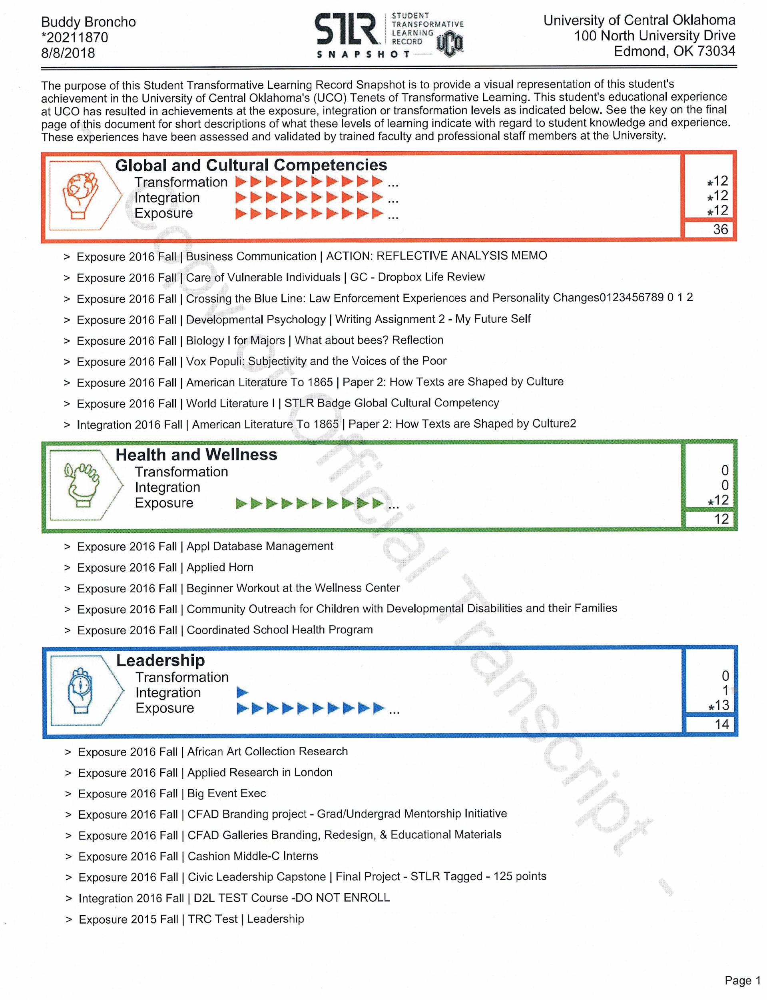 Buddy Broncho
*20211870
8/8/2018
STLR
SNAPSHOT
STUDENT
TRANSFORMATIVE
LEARNING
RECORD
UCO
University of Central Oklahoma
100 North University Drive
Edmond, OK 73034
The purpose of this Student Transformative Learning Record Snapshot is to provide a visual representation of this student's
achievement in the University of Central Oklahoma's (UCO) Tenets of Transformative Learning. This student's educational experience
at UCO has resulted in achievements at the exposure, integration or transformation levels as indicated below. See the key on the final
page of this document for short descriptions of what these levels of learning indicate with regard to student knowledge and experience.
These experiences have been assessed and validated by trained faculty and professional staff members at the University.
Global and Cultural Competencies
Transformation ... *12
Integration ... *12
Exposure ... *12
36
> Exposure 2016 Fall | Business Communication | ACTION: REFLECTIVE ANALYSIS MEMO
> Exposure 2016 Fall | Care of Vulnerable Individuals | GC - Dropbox Life Review
> Exposure 2016 Fall | Crossing the Blue Line: Law Enforcement Experiences and Personality Changes0123456789 0 1 2
> Exposure 2016 Fall | Developmental Psychology | Writing Assignment 2 - My Future Self
> Exposure 2016 Fall | Biology I for Majors | What about bees? Reflection
> Exposure 2016 Fall | Vox Populi: Subjectivity and the Voices of the Poor
> Exposure 2016 Fall | American Literature To 1865 | Paper 2: How Texts are Shaped by Culture
> Exposure 2016 Fall | World Literature I | STLR Badge Global Cultural Competency
> Integration 2016 Fall | American Literature To 1865 | Paper 2: How Texts are Shaped by Culture2
Health and Wellness
Transformation 0
Integration 0
Exposure ... *12
12
> Exposure 2016 Fall | Appl Database Management
> Exposure 2016 Fall | Applied Horn
> Exposure 2016 Fall | Beginner Workout at the Wellness Center
> Exposure 2016 Fall | Community Outreach for Children with Developmental Disabilities and their Families
> Exposure 2016 Fall | Coordinated School Health Program
Leadership
Transformation 0
Integration 1
Exposure ... *13
14
> Exposure 2016 Fall | African Art Collection Research
> Exposure 2016 Fall | Applied Research in London
> Exposure 2016 Fall | Big Event Exec
> Exposure 2016 Fall | CFAD Branding project - Grad/Undergrad Mentorship Initiative
> Exposure 2016 Fall | CFAD Galleries Branding, Redesign, & Educational Materials
> Exposure 2016 Fall | Cashion Middle-C Interns
> Exposure 2016 Fall | Civic Leadership Capstone | Final Project - STLR Tagged - 125 points
> Integration 2016 Fall | D2L TEST Course -DO NOT ENROLL
> Exposure 2015 Fall | TRC Test | Leadership
- Copy of Official Transcript -
Page 1